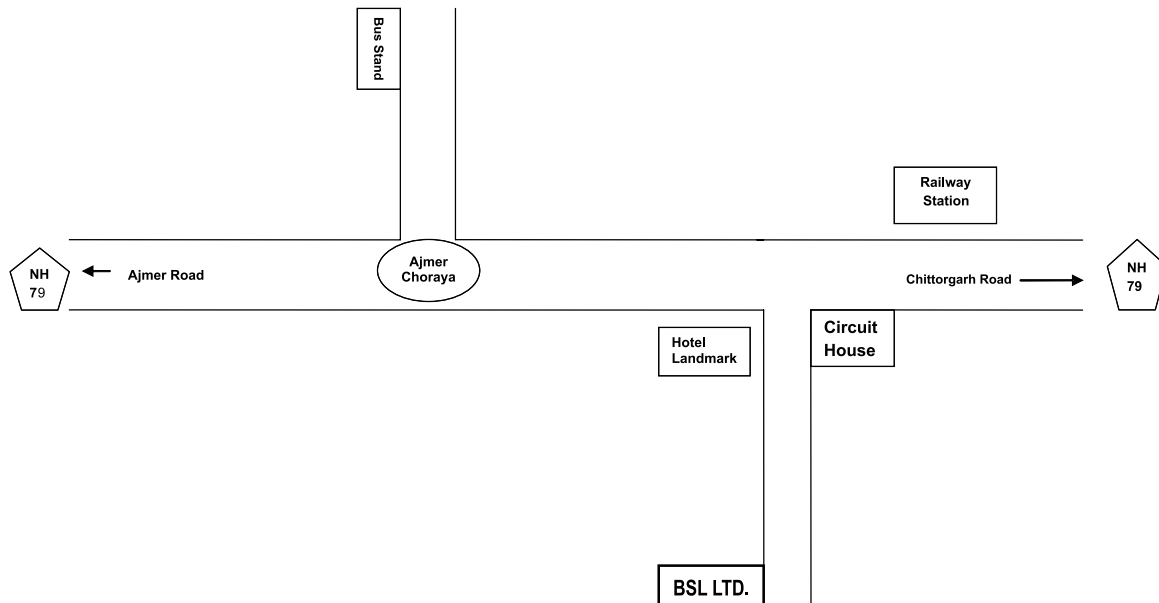 Bus Stand
Railway
Station
Ajmer
Choraya
NH
79
Ajmer Road
Chittorgarh Road
NH
79
Hotel
Landmark
Circuit
House
BSL LTD.